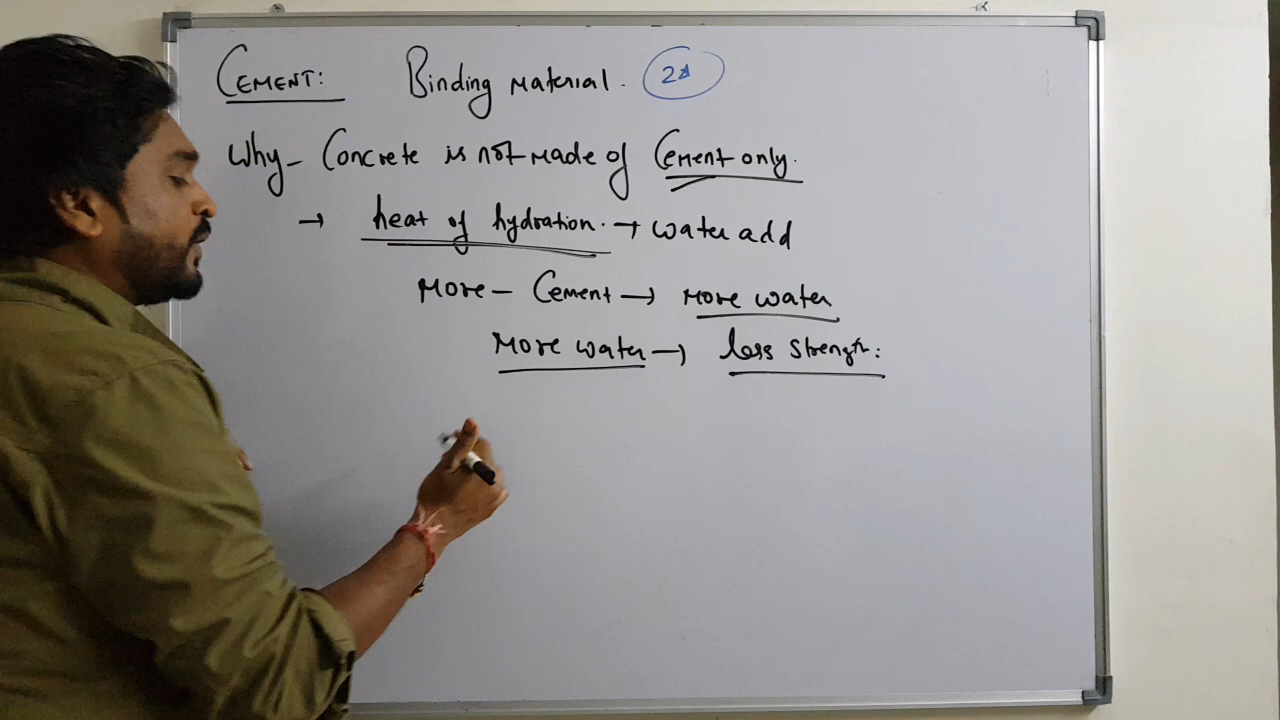 CEMENT: Binding material.
Why - Concrete is not made of Cement only.
→ heat of hydration. → water add
More - Cement → More water
More water → less strength: